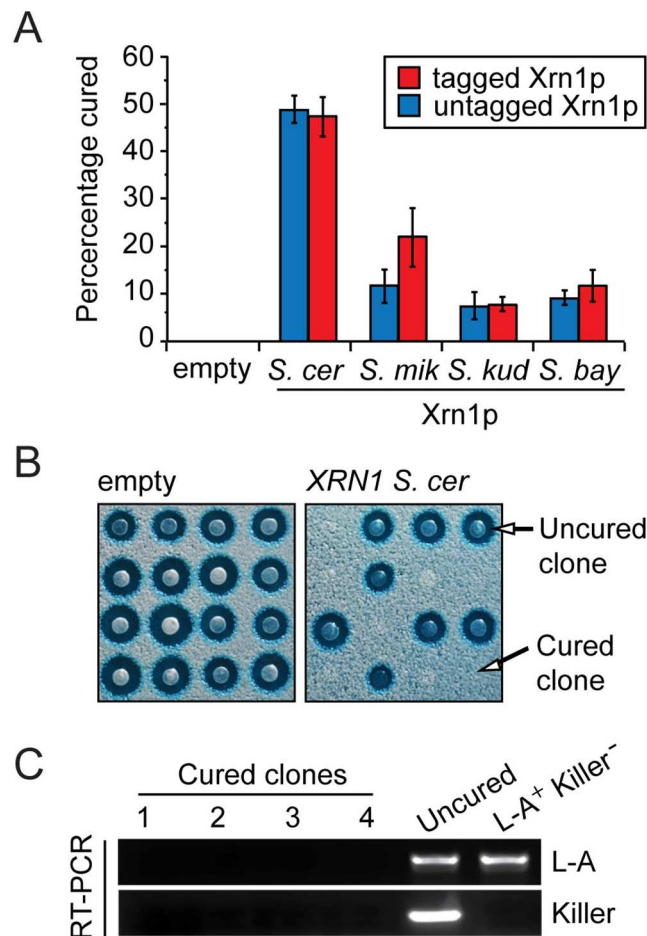 A
Percercentage cured
60
50
40
30
20
10
0
tagged Xrn1p
untagged Xrn1p
empty S. cer S. mik S. kud S. bay
Xrn1p
B
empty
XRN1 S. cer
Uncured
clone
Cured
clone
C
Cured clones
1 2 3 4
Uncured
L-A+ Killer-
RT-PCR
L-A
Killer